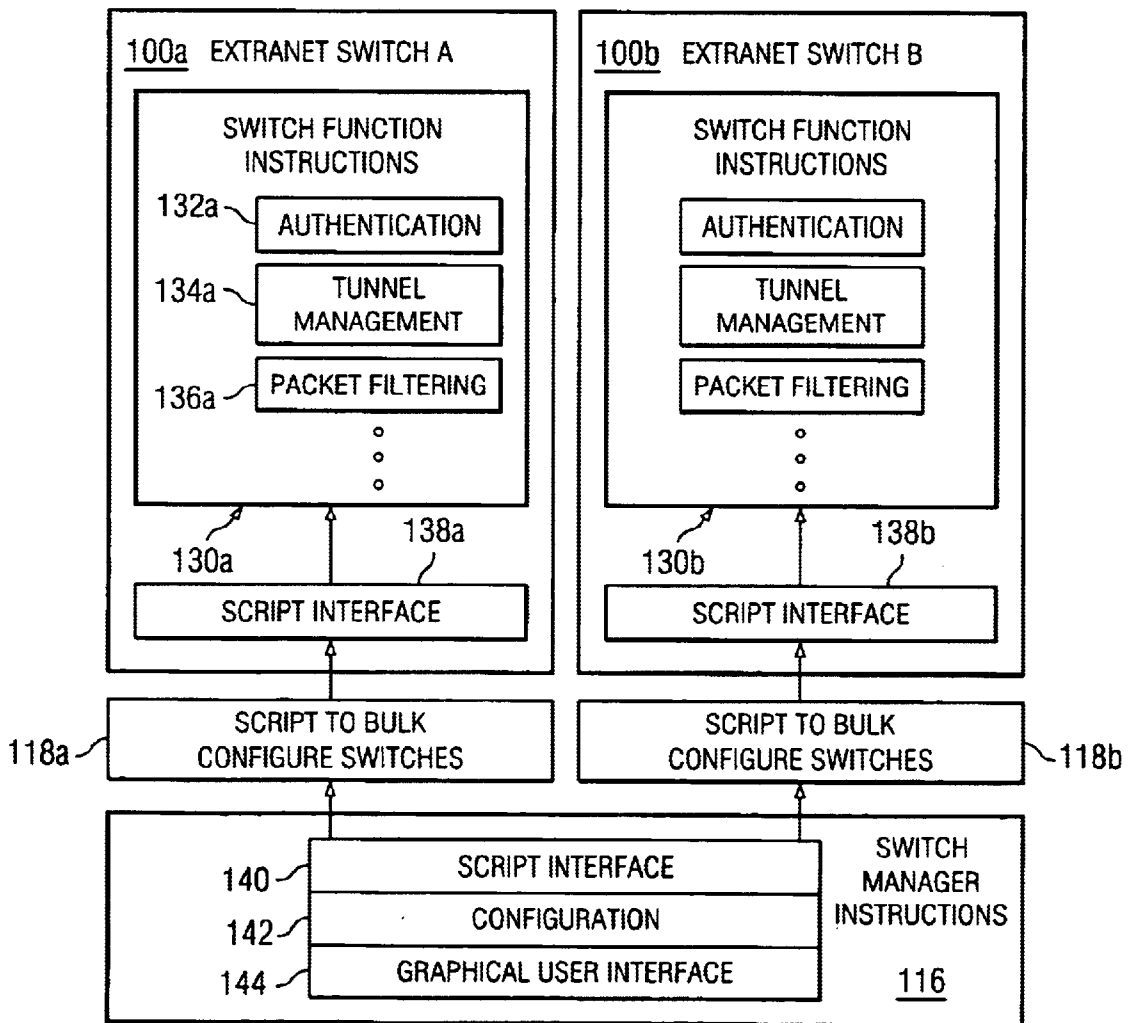 100a EXTRANET SWITCH A
SWITCH FUNCTION
INSTRUCTIONS
132a
AUTHENTICATION
134a
TUNNEL
MANAGEMENT
136a
PACKET FILTERING
130a
138a
SCRIPT INTERFACE
100b EXTRANET SWITCH B
SWITCH FUNCTION
INSTRUCTIONS
AUTHENTICATION
TUNNEL
MANAGEMENT
PACKET FILTERING
130b
138b
SCRIPT INTERFACE
118a
SCRIPT TO BULK
CONFIGURE SWITCHES
SCRIPT TO BULK
CONFIGURE SWITCHES
118b
140
SCRIPT INTERFACE
142
CONFIGURATION
144
GRAPHICAL USER INTERFACE
SWITCH
MANAGER
INSTRUCTIONS
116